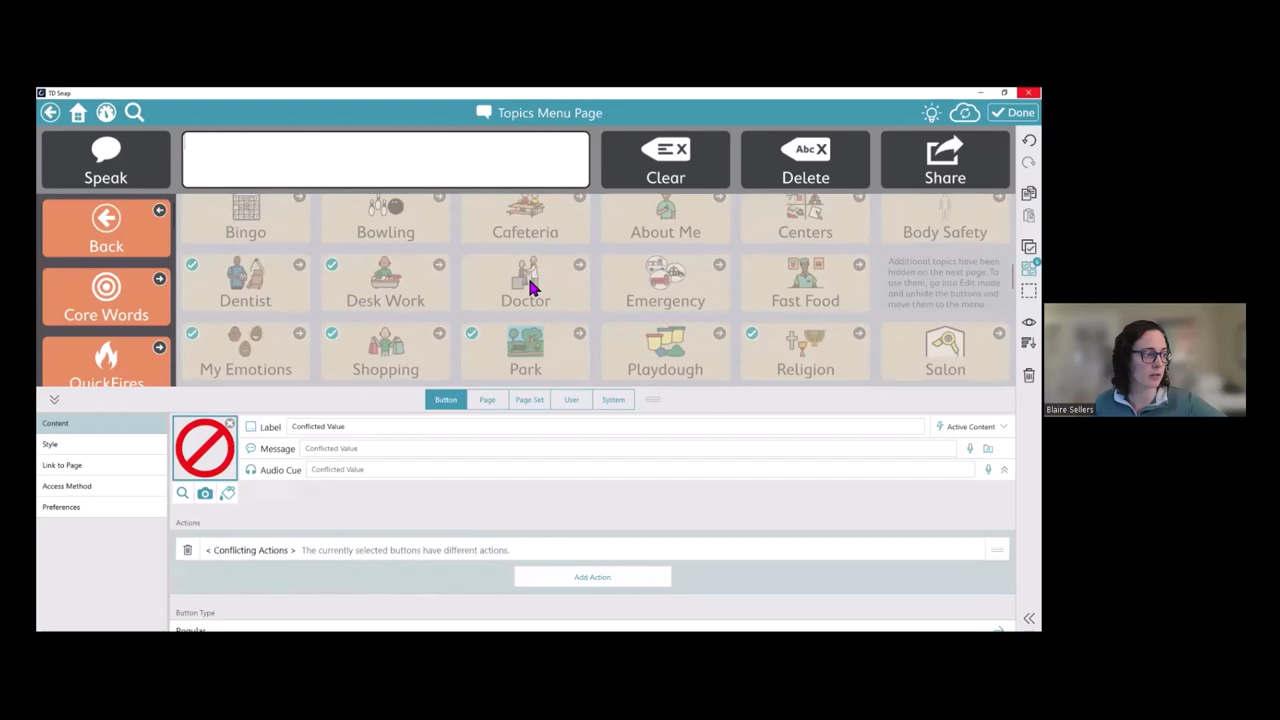 TD Snap
Topics Menu Page
Done
Speak
Clear
Abc X
Delete
Share
Back
Core Words
QuickFires
Bingo
Bowling
Cafeteria
About Me
Centers
Body Safety
Dentist
Desk Work
Doctor
Emergency
Fast Food
Additional topics have been
hidden on the next page. To
use them, go into Edit mode
and unhide the buttons and
move them to the menu.
My Emotions
Shopping
Park
Playdough
Religion
Salon
Button
Page
Page Set
User
System
Content
Style
Link to Page
Access Method
Preferences
Label
Conflicted Value
Active Content
Message
Conflicted Value
Audio Cue
Conflicted Value
Actions
< Conflicting Actions > The currently selected buttons have different actions.
Add Action
Button Type
Regular
Blaire Sellers